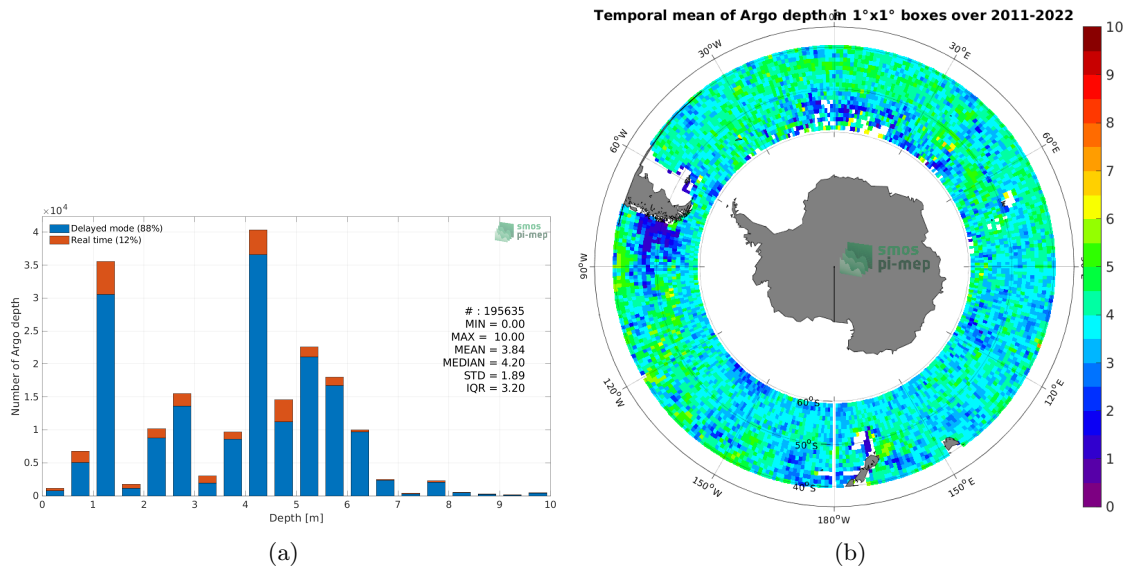 ×10⁴
Delayed mode (88%)
Real time (12%)
smos
pi-mep
4
3.5
3
2.5
2
1.5
1
0.5
0
Number of Argo depth
# : 195635
MIN = 0.00
MAX = 10.00
MEAN = 3.84
MEDIAN = 4.20
STD = 1.89
IQR = 3.20
0 1 2 3 4 5 6 7 8 9 10
Depth [m]
(a)
Temporal mean of Argo depth in 1°x1° boxes over 2011-2022
30°W
30°E
60°W
60°E
90°W
120°W
120°E
150°W
150°E
180°W
60°S
50°S
40°S
smos
pi-mep
10
9
8
7
6
5
4
3
2
1
0
(b)